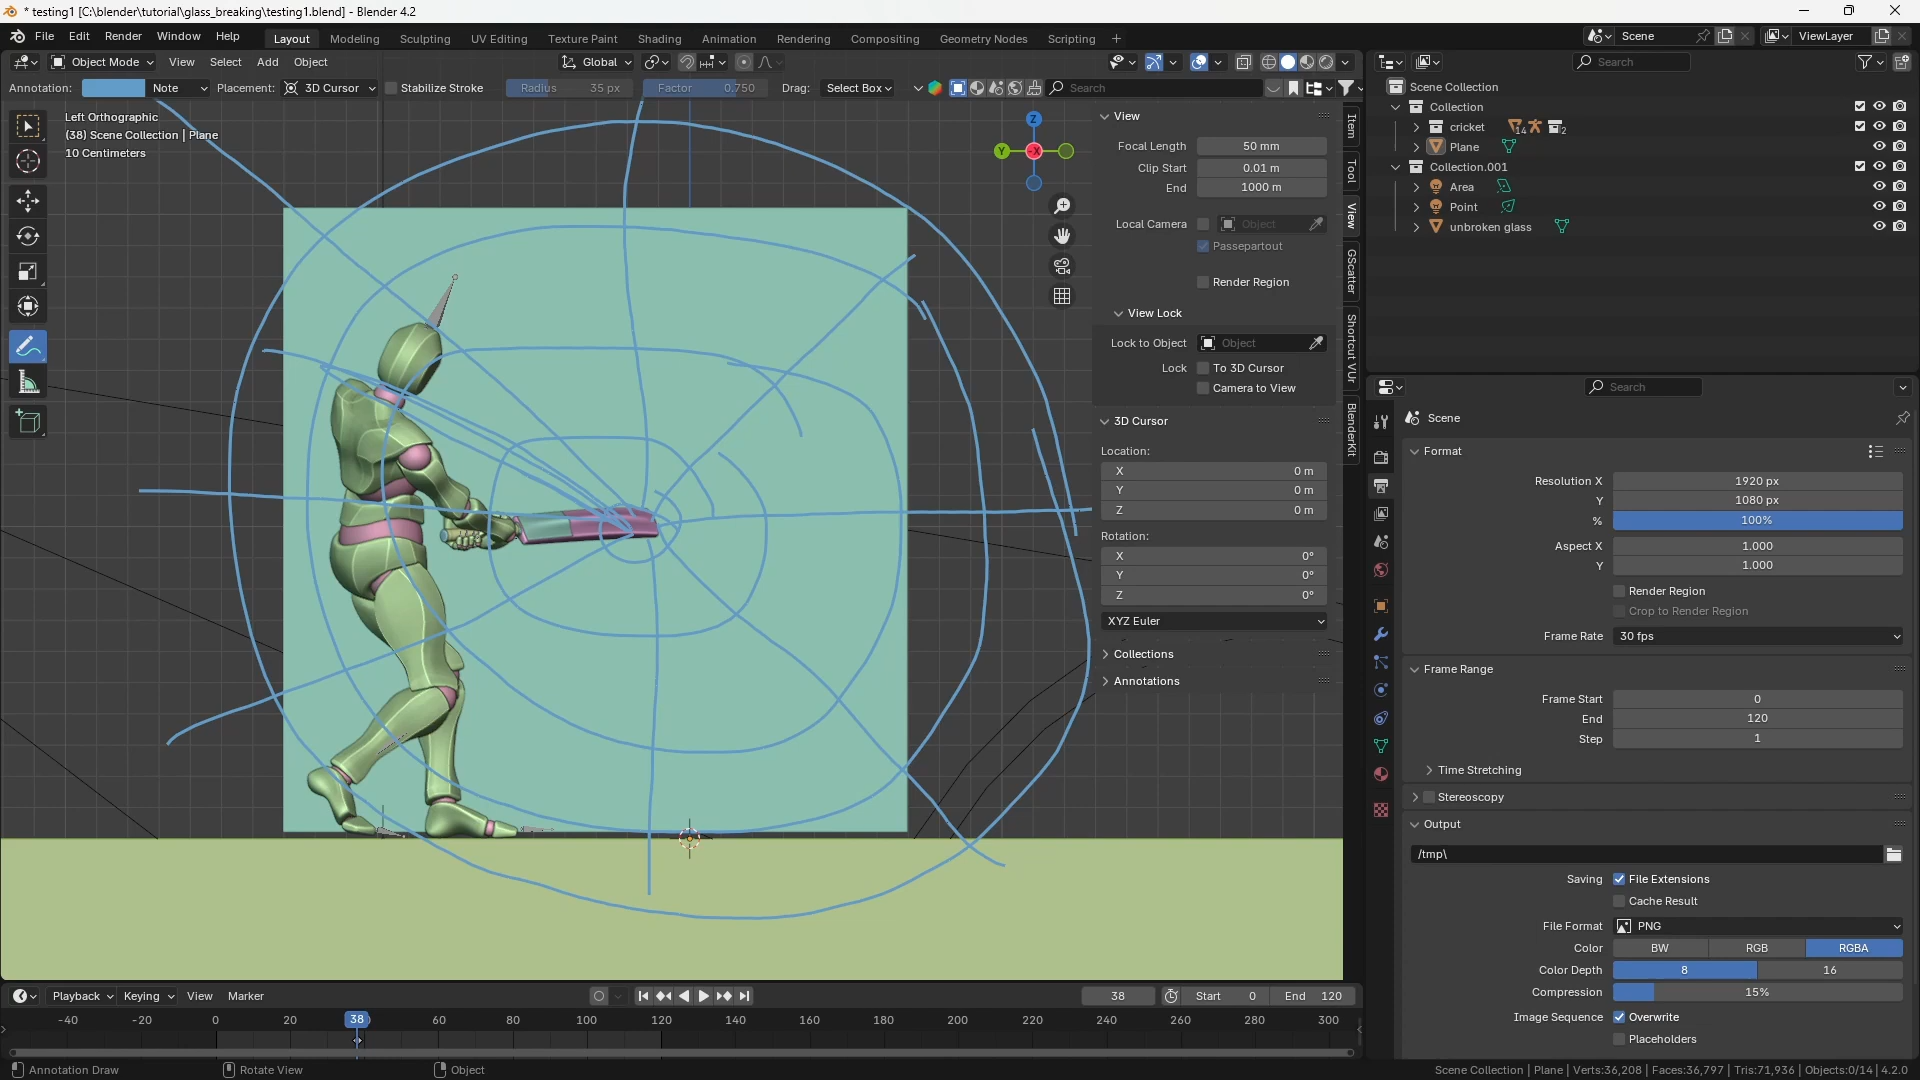 * testing1 [C:\blender\tutorial\glass_breaking\testing1.blend] - Blender 4.2
File Edit Render Window Help Layout Modeling Sculpting UV Editing Texture Paint Shading Animation Rendering Compositing Geometry Nodes Scripting + Scene ViewLayer
Object Mode View Select Add Object Global Search
Annotation: Note Placement: 3D Cursor Stabilize Stroke Radius 35 px Factor 0.750 Drag: Select Box Search
Left Orthographic
(38) Scene Collection | Plane
10 Centimeters
Z
Y
-X
View
Focal Length 50 mm
Clip Start 0.01 m
End 1000 m
Local Camera Object
Passepartout
Render Region
View Lock
Lock to Object Object
Lock To 3D Cursor
Camera to View
3D Cursor
Location:
X 0 m
Y 0 m
Z 0 m
Rotation:
X 0°
Y 0°
Z 0°
XYZ Euler
Collections
Annotations
Item
Tool
View
GScatter
Shortcut VUr
BlenderKit
Scene Collection
Collection
cricket 14 2
Plane
Collection.001
Area
Point
unbroken glass
Search
Scene
Format
Resolution X 1920 px
Y 1080 px
% 100%
Aspect X 1.000
Y 1.000
Render Region
Crop to Render Region
Frame Rate 30 fps
Frame Range
Frame Start 0
End 120
Step 1
Time Stretching
Stereoscopy
Output
/tmp\
Saving File Extensions
Cache Result
File Format PNG
Color BW RGB RGBA
Color Depth 8 16
Compression 15%
Image Sequence Overwrite
Placeholders
Playback Keying View Marker 38 Start 0 End 120
-40 -20 0 20 38 60 80 100 120 140 160 180 200 220 240 260 280 300
Annotation Draw Rotate View Object Scene Collection | Plane | Verts:36,208 | Faces:36,797 | Tris:71,936 | Objects:0/14 | 4.2.0